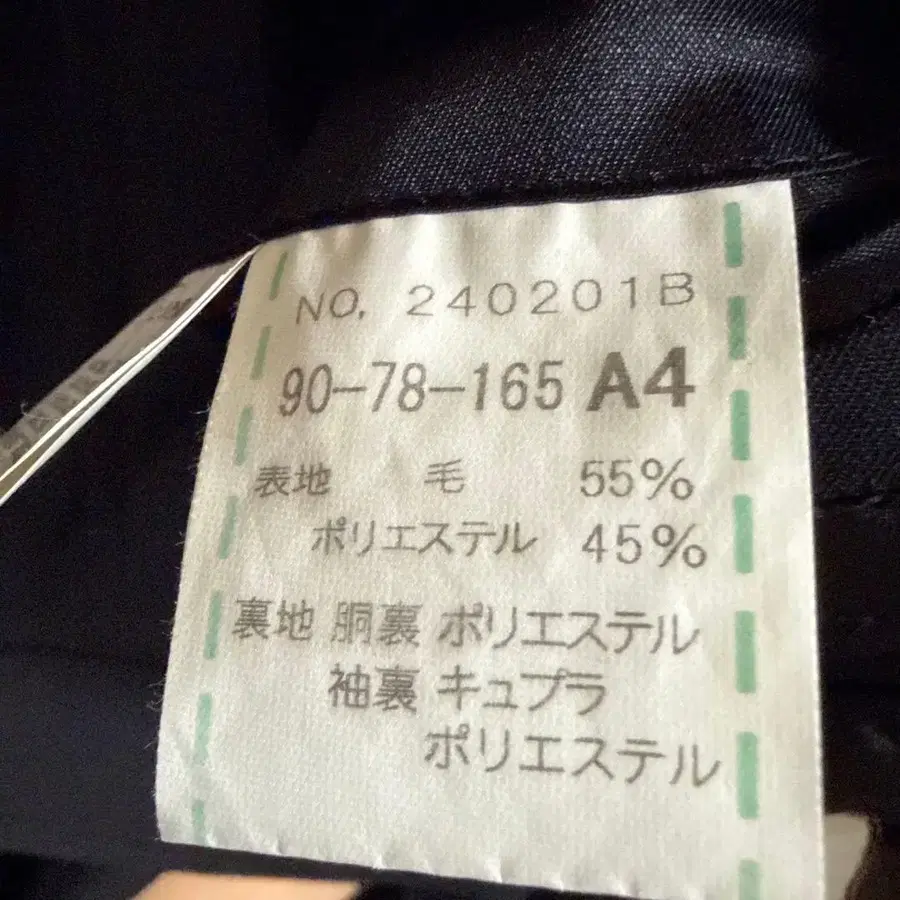 NO. 240201B
90-78-165 A4
表地 毛 55%
ポリエステル 45%
裏地 胴裏 ポリエステル
袖裏 キュプラ
ポリエステル